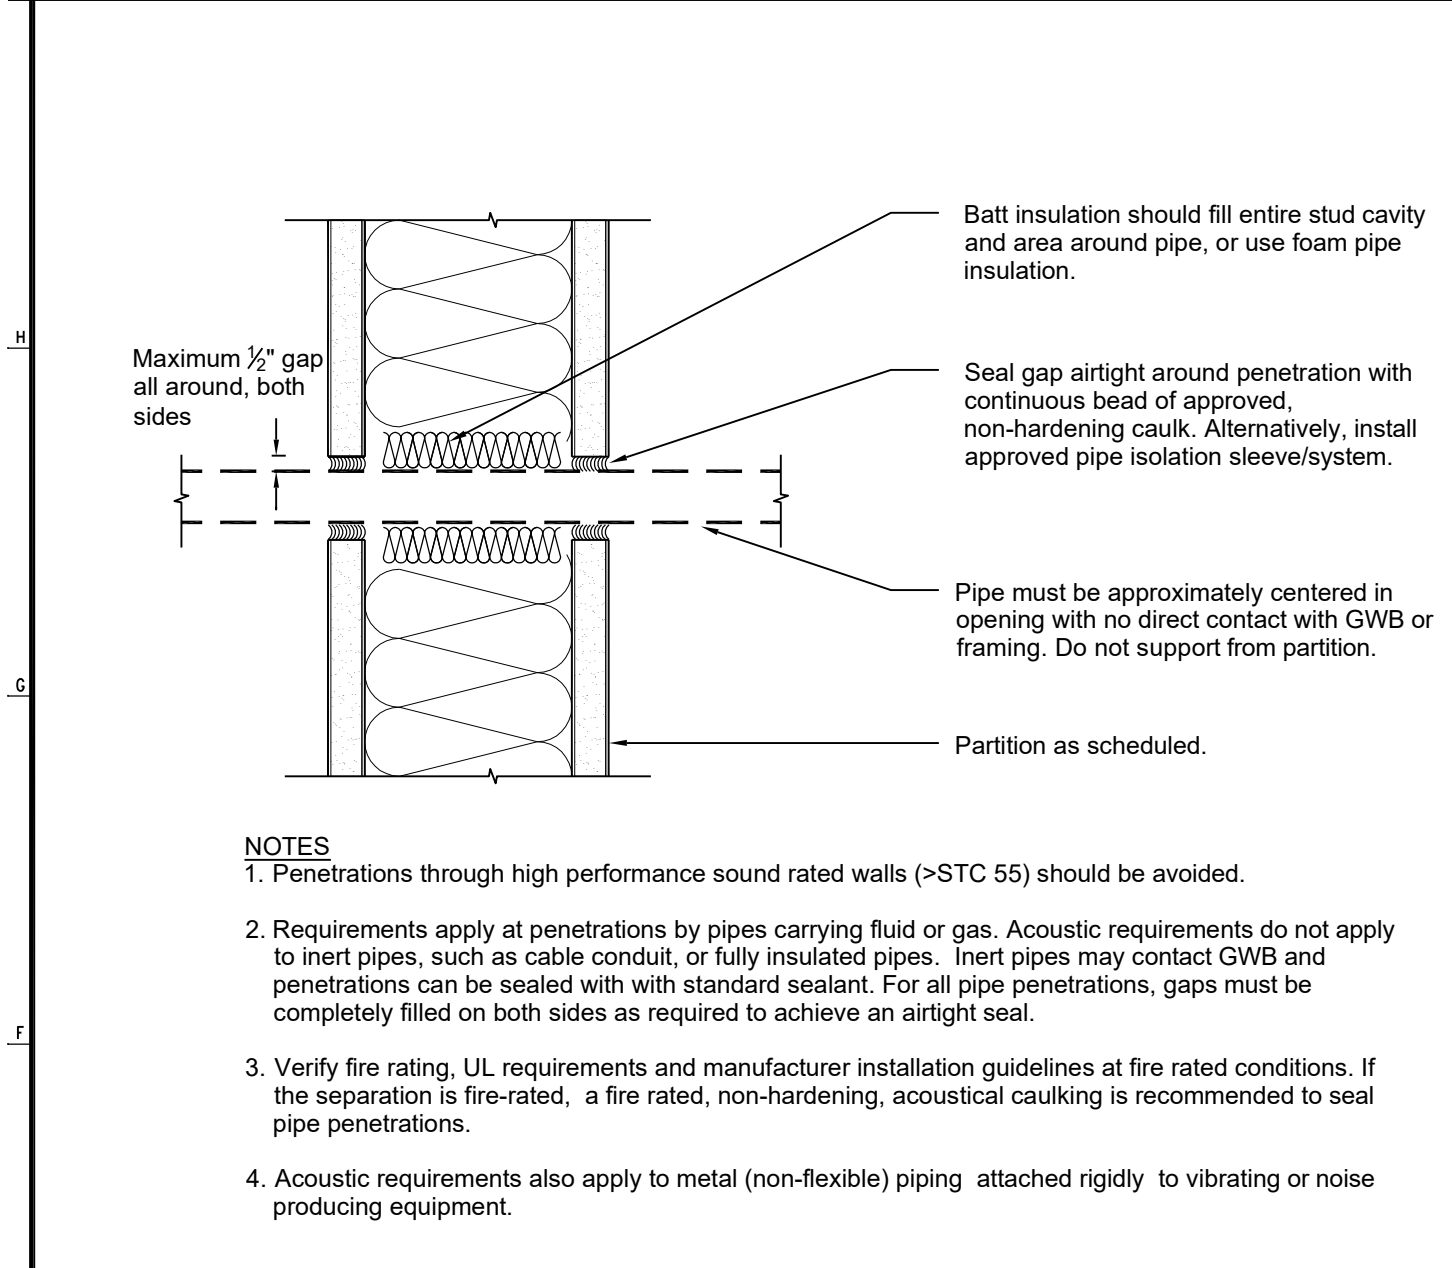 Batt insulation should fill entire stud cavity
and area around pipe, or use foam pipe
insulation.
H
Maximum ½" gap
all around, both
sides
Seal gap airtight around penetration with
continuous bead of approved,
non-hardening caulk. Alternatively, install
approved pipe isolation sleeve/system.
Pipe must be approximately centered in
opening with no direct contact with GWB or
framing. Do not support from partition.
G
Partition as scheduled.
NOTES
1. Penetrations through high performance sound rated walls (>STC 55) should be avoided.
2. Requirements apply at penetrations by pipes carrying fluid or gas. Acoustic requirements do not apply
to inert pipes, such as cable conduit, or fully insulated pipes.  Inert pipes may contact GWB and
penetrations can be sealed with with standard sealant. For all pipe penetrations, gaps must be
completely filled on both sides as required to achieve an airtight seal.
F
3. Verify fire rating, UL requirements and manufacturer installation guidelines at fire rated conditions. If
the separation is fire-rated,  a fire rated, non-hardening, acoustical caulking is recommended to seal
pipe penetrations.
4. Acoustic requirements also apply to metal (non-flexible) piping  attached rigidly  to vibrating or noise
producing equipment.